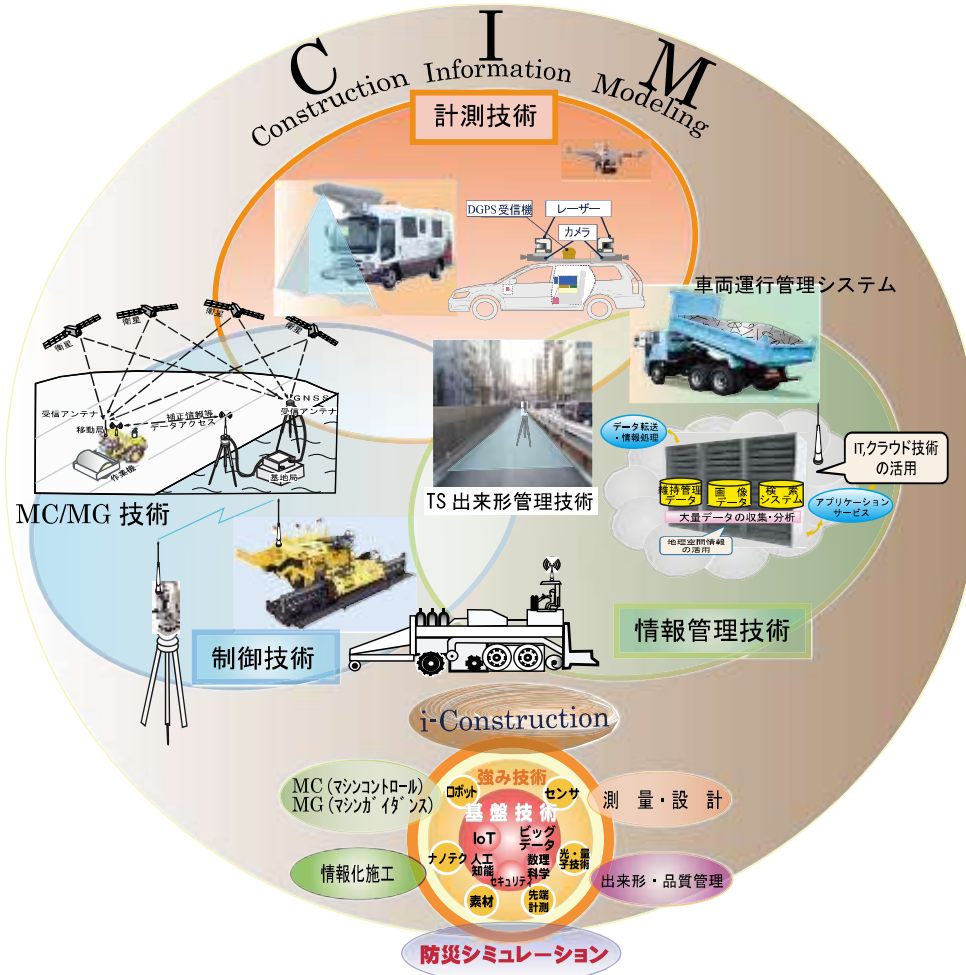 C I M
Construction Information Modeling
計測技術
DGPS受信機
レーザー
カメラ
車両運行管理システム
衛星
衛星
衛星
衛星
GNSS
受信アンテナ
受信アンテナ
移動局
補正情報等
データアクセス
作業機
基地局
MC/MG 技術
TS 出来形管理技術
データ転送
・情報処理
IT,クラウド技術
の活用
維持管理
データ
画 像
データ
検 索
システム
大量データの収集・分析
アプリケーション
サービス
地理空間情報
の活用
制御技術
情報管理技術
i-Construction
MC(マシンコントロール)
MG(マシンガイダンス)
強み技術
ロボット
センサ
測 量・設 計
基盤技術
IoT
ビッグ
データ
ナノテク
人工
知能
数理
科学
光・量
子技術
セキュリティ
情報化施工
素材
先端
計測
出来形・品質管理
防災シミュレーション